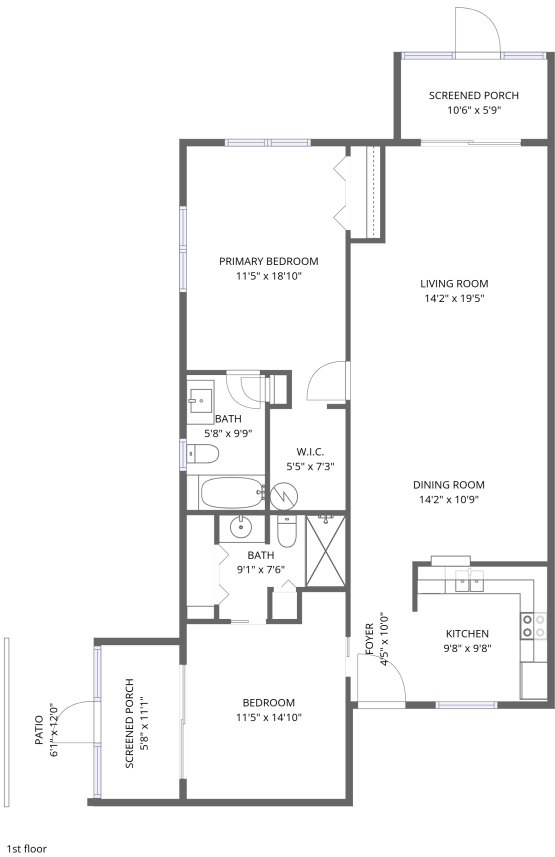 SCREENED PORCH
10'6" x 5'9"
PRIMARY BEDROOM
11'5" x 18'10"
LIVING ROOM
14'2" x 19'5"
BATH
5'8" x 9'9"
W.I.C.
5'5" x 7'3"
DINING ROOM
14'2" x 10'9"
BATH
9'1" x 7'6"
FOYER
4'5" x 10'0"
KITCHEN
9'8" x 9'8"
PATIO
6'1" x 12'0"
SCREENED PORCH
5'8" x 11'1"
BEDROOM
11'5" x 14'10"
1st floor